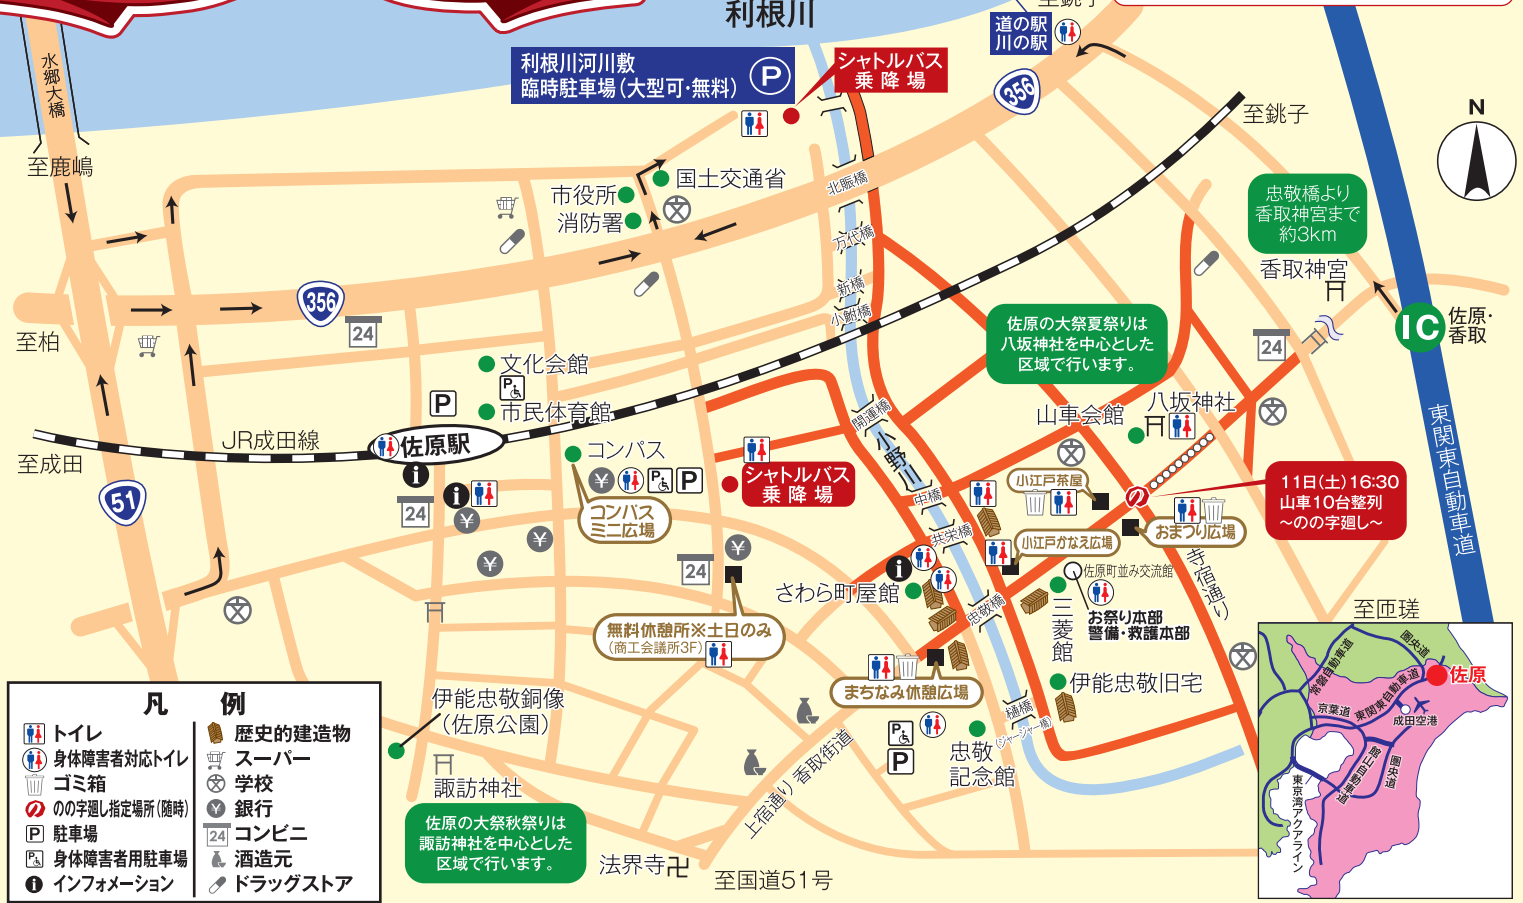 利根川
至銚子
道の駅
川の駅
水郷大橋
利根川河川敷
臨時駐車場(大型可・無料)
P
シャトルバス
乗降場
356
至銚子
N
至鹿嶋
市役所
国土交通省
消防署
北賑橋
万代橋
新橋
小鮒橋
忠敬橋より
香取神宮まで
約3km
香取神宮
356
24
至柏
佐原の大祭夏祭りは
八坂神社を中心とした
区域で行います。
24
IC
佐原・
香取
文化会館
P
P
市民体育館
JR成田線
佐原駅
至成田
コンパス
P
P
シャトルバス
乗降場
開運橋
小野川
山車会館
八坂神社
東関東自動車道
51
24
コンパス
ミニ広場
中橋
小江戸茶屋
の
11日(土)16:30
山車10台整列
~のの字廻し~
共栄橋
小江戸かなえ広場
おまつり広場
24
さわら町屋館
佐原町並み交流館
寺宿通り
忠敬橋
三菱館
お祭り本部
警備・救護本部
無料休憩所※土日のみ
(商工会議所3F)
まちなみ休憩広場
伊能忠敬旧宅
樋橋
(ジャージャー橋)
伊能忠敬銅像
(佐原公園)
P
P
忠敬
記念館
諏訪神社
上宿通り 香取街道
佐原の大祭秋祭りは
諏訪神社を中心とした
区域で行います。
法界寺
至国道51号
至匝瑳
圏央道
常磐自動車道
東関東自動車道
佐原
京葉道
成田空港
館山自動車道
圏央道
東京湾アクアライン
凡例
トイレ
身体障害者対応トイレ
ゴミ箱
の のの字廻し指定場所(随時)
P 駐車場
P 身体障害者用駐車場
i インフォメーション
歴史的建造物
スーパー
文 学校
¥ 銀行
24 コンビニ
酒造元
ドラッグストア